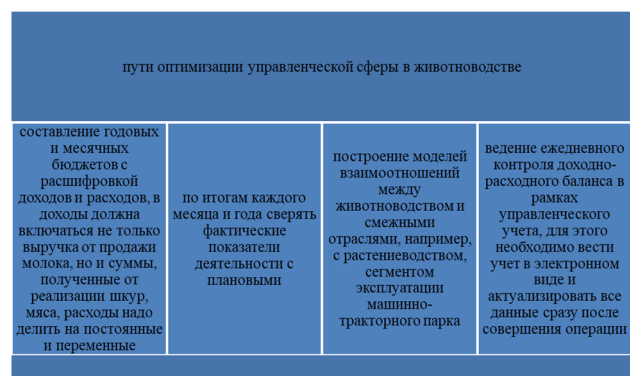 пути оптимизации управленческой сферы в животноводстве
составление годовых
и месячных
бюджетов с
расшифровкой
доходов и расходов, в
доходы должна
включаться не только
выручка от продажи
молока, но и суммы,
полученные от
реализации шкур,
мяса, расходы надо
делить на постоянные
и переменные
по итогам каждого
месяца и года сверять
фактические
показатели
деятельности с
плановыми
построение моделей
взаимоотношений
между
животноводством и
смежными
отраслями, например,
с растениеводством,
сегментом
эксплуатации
машинно-
тракторного парка
ведение ежедневного
контроля доходно-
расходного баланса в
рамках
управленческого
учета, для этого
необходимо вести
учет в электронном
виде и
актуализировать все
данные сразу после
совершения операции